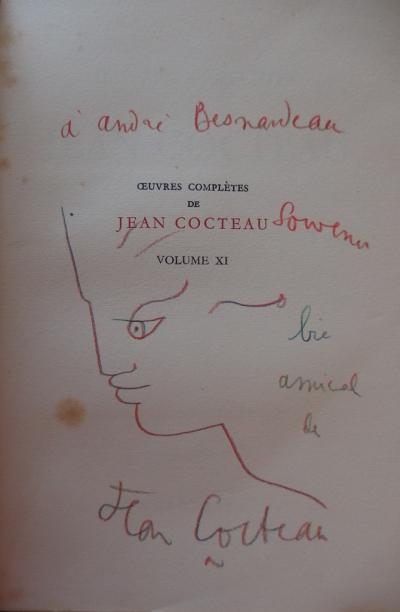 à andré Besnardeau
ŒUVRES COMPLÈTES
DE
JEAN COCTEAU Souvenir
VOLUME XI
bien
amical
de
Jean Cocteau